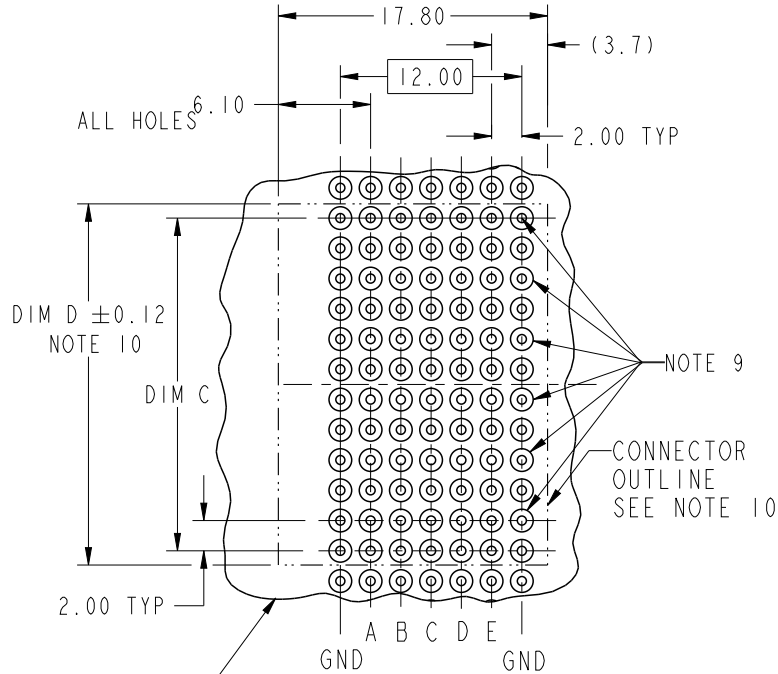 17.80
(3.7)
12.00
6.10
ALL HOLES
2.00 TYP
DIM D ±0.12
NOTE 10
DIM C
NOTE 9
CONNECTOR
OUTLINE
SEE NOTE 10
2.00 TYP
A B C D E
GND GND